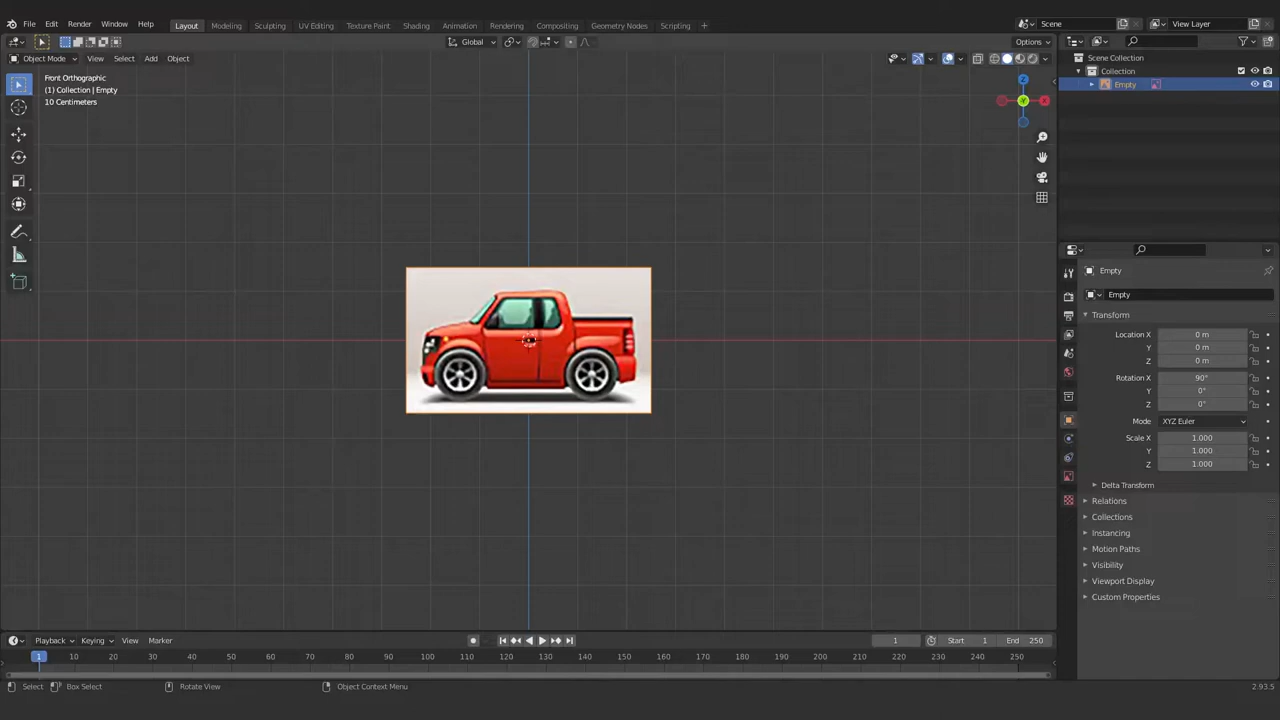 File Edit Render Window Help Layout Modeling Sculpting UV Editing Texture Paint Shading Animation Rendering Compositing Geometry Nodes Scripting + Scene View Layer
Global Options
Object Mode View Select Add Object
Front Orthographic
(1) Collection | Empty
10 Centimeters
Z
Y
X
Scene Collection
Collection
Empty
Empty
Empty
Transform
Location X 0 m
Y 0 m
Z 0 m
Rotation X 90°
Y 0°
Z 0°
Mode XYZ Euler
Scale X 1.000
Y 1.000
Z 1.000
Delta Transform
Relations
Collections
Instancing
Motion Paths
Visibility
Viewport Display
Custom Properties
Playback Keying View Marker 1 Start 1 End 250
1 10 20 30 40 50 60 70 80 90 100 110 120 130 140 150 160 170 180 190 200 210 220 230 240 250
Select Box Select Rotate View Object Context Menu 2.93.5